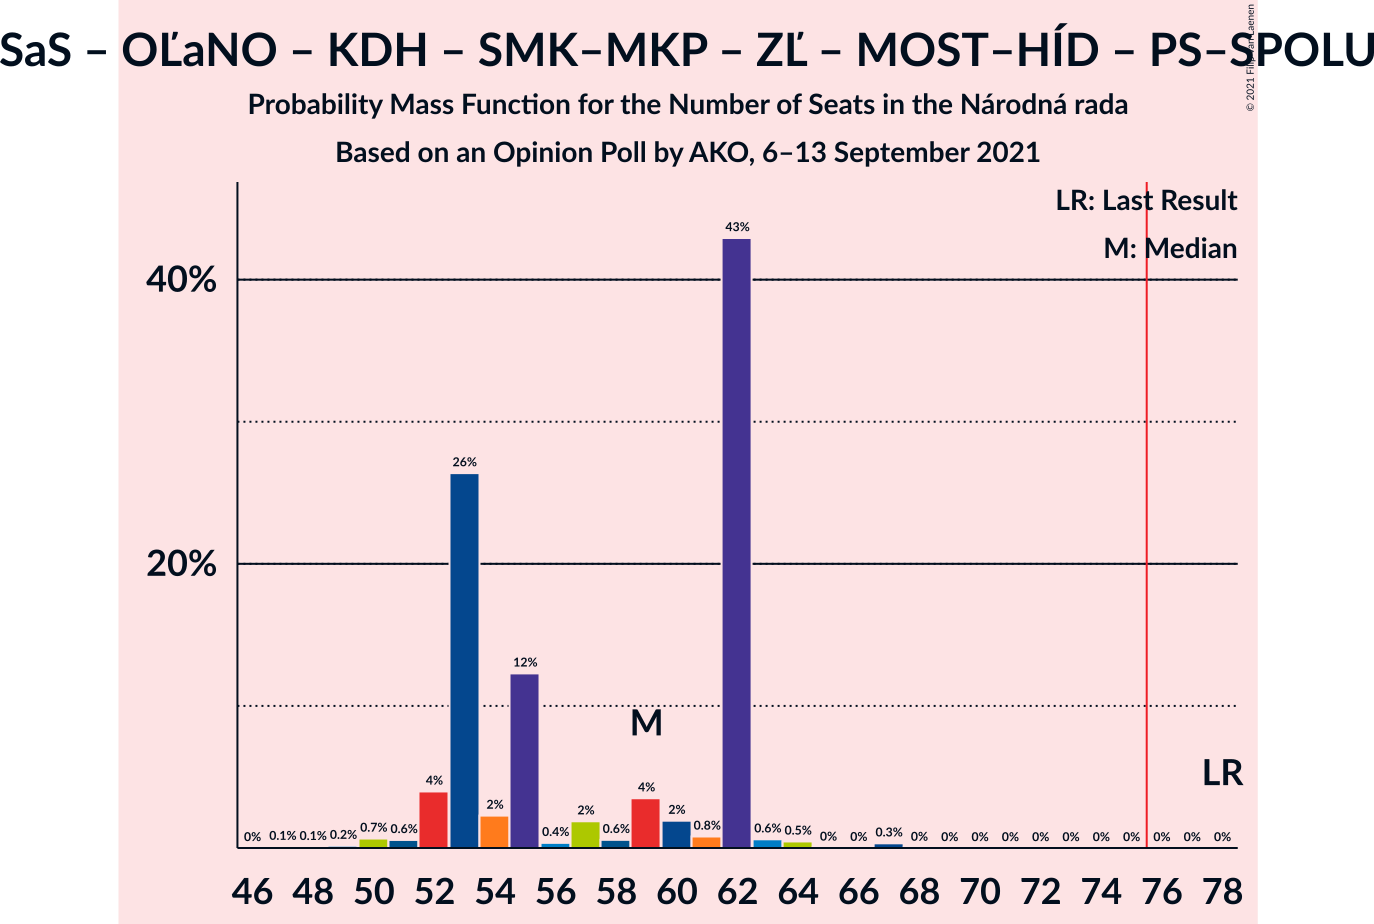 SaS – OĽaNO – KDH – SMK–MKP – ZĽ – MOST–HÍD – PS–SPOLU
© 2021 Filip van Laenen
Probability Mass Function for the Number of Seats in the Národná rada
Based on an Opinion Poll by AKO, 6–13 September 2021
LR: Last Result
M: Median
40%
20%
43%
26%
12%
M
LR
0% 0.1% 0.1% 0.2% 0.7% 0.6% 4% 2% 0.4% 2% 0.6% 4% 2% 0.8% 0.6% 0.5% 0% 0% 0.3% 0% 0% 0% 0% 0% 0% 0% 0% 0% 0% 0%
46 48 50 52 54 56 58 60 62 64 66 68 70 72 74 76 78